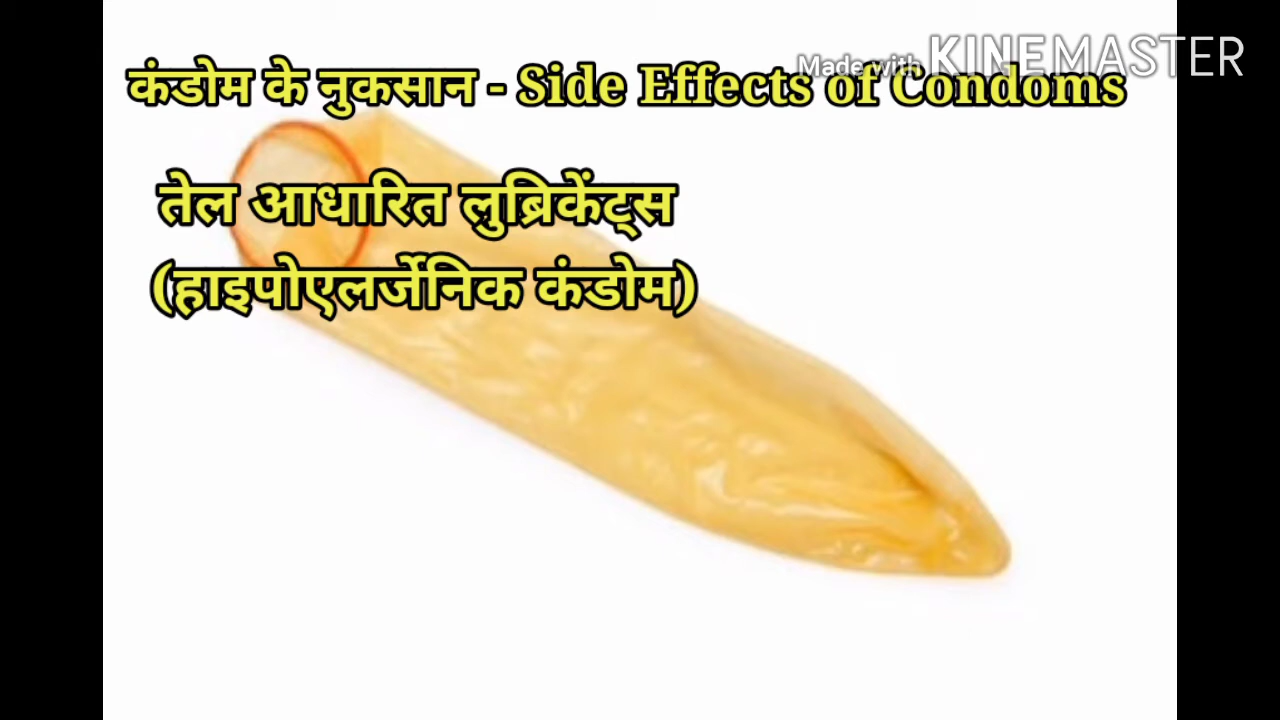 Made with KINEMASTER
कंडोम के नुकसान - Side Effects of Condoms
तेल आधारित लुब्रिकेंट्स
(हाइपोएलर्जेनिक कंडोम)